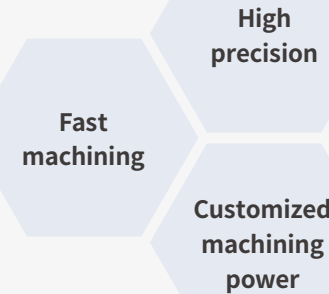 High
precision
Fast
machining
Customized
machining
power